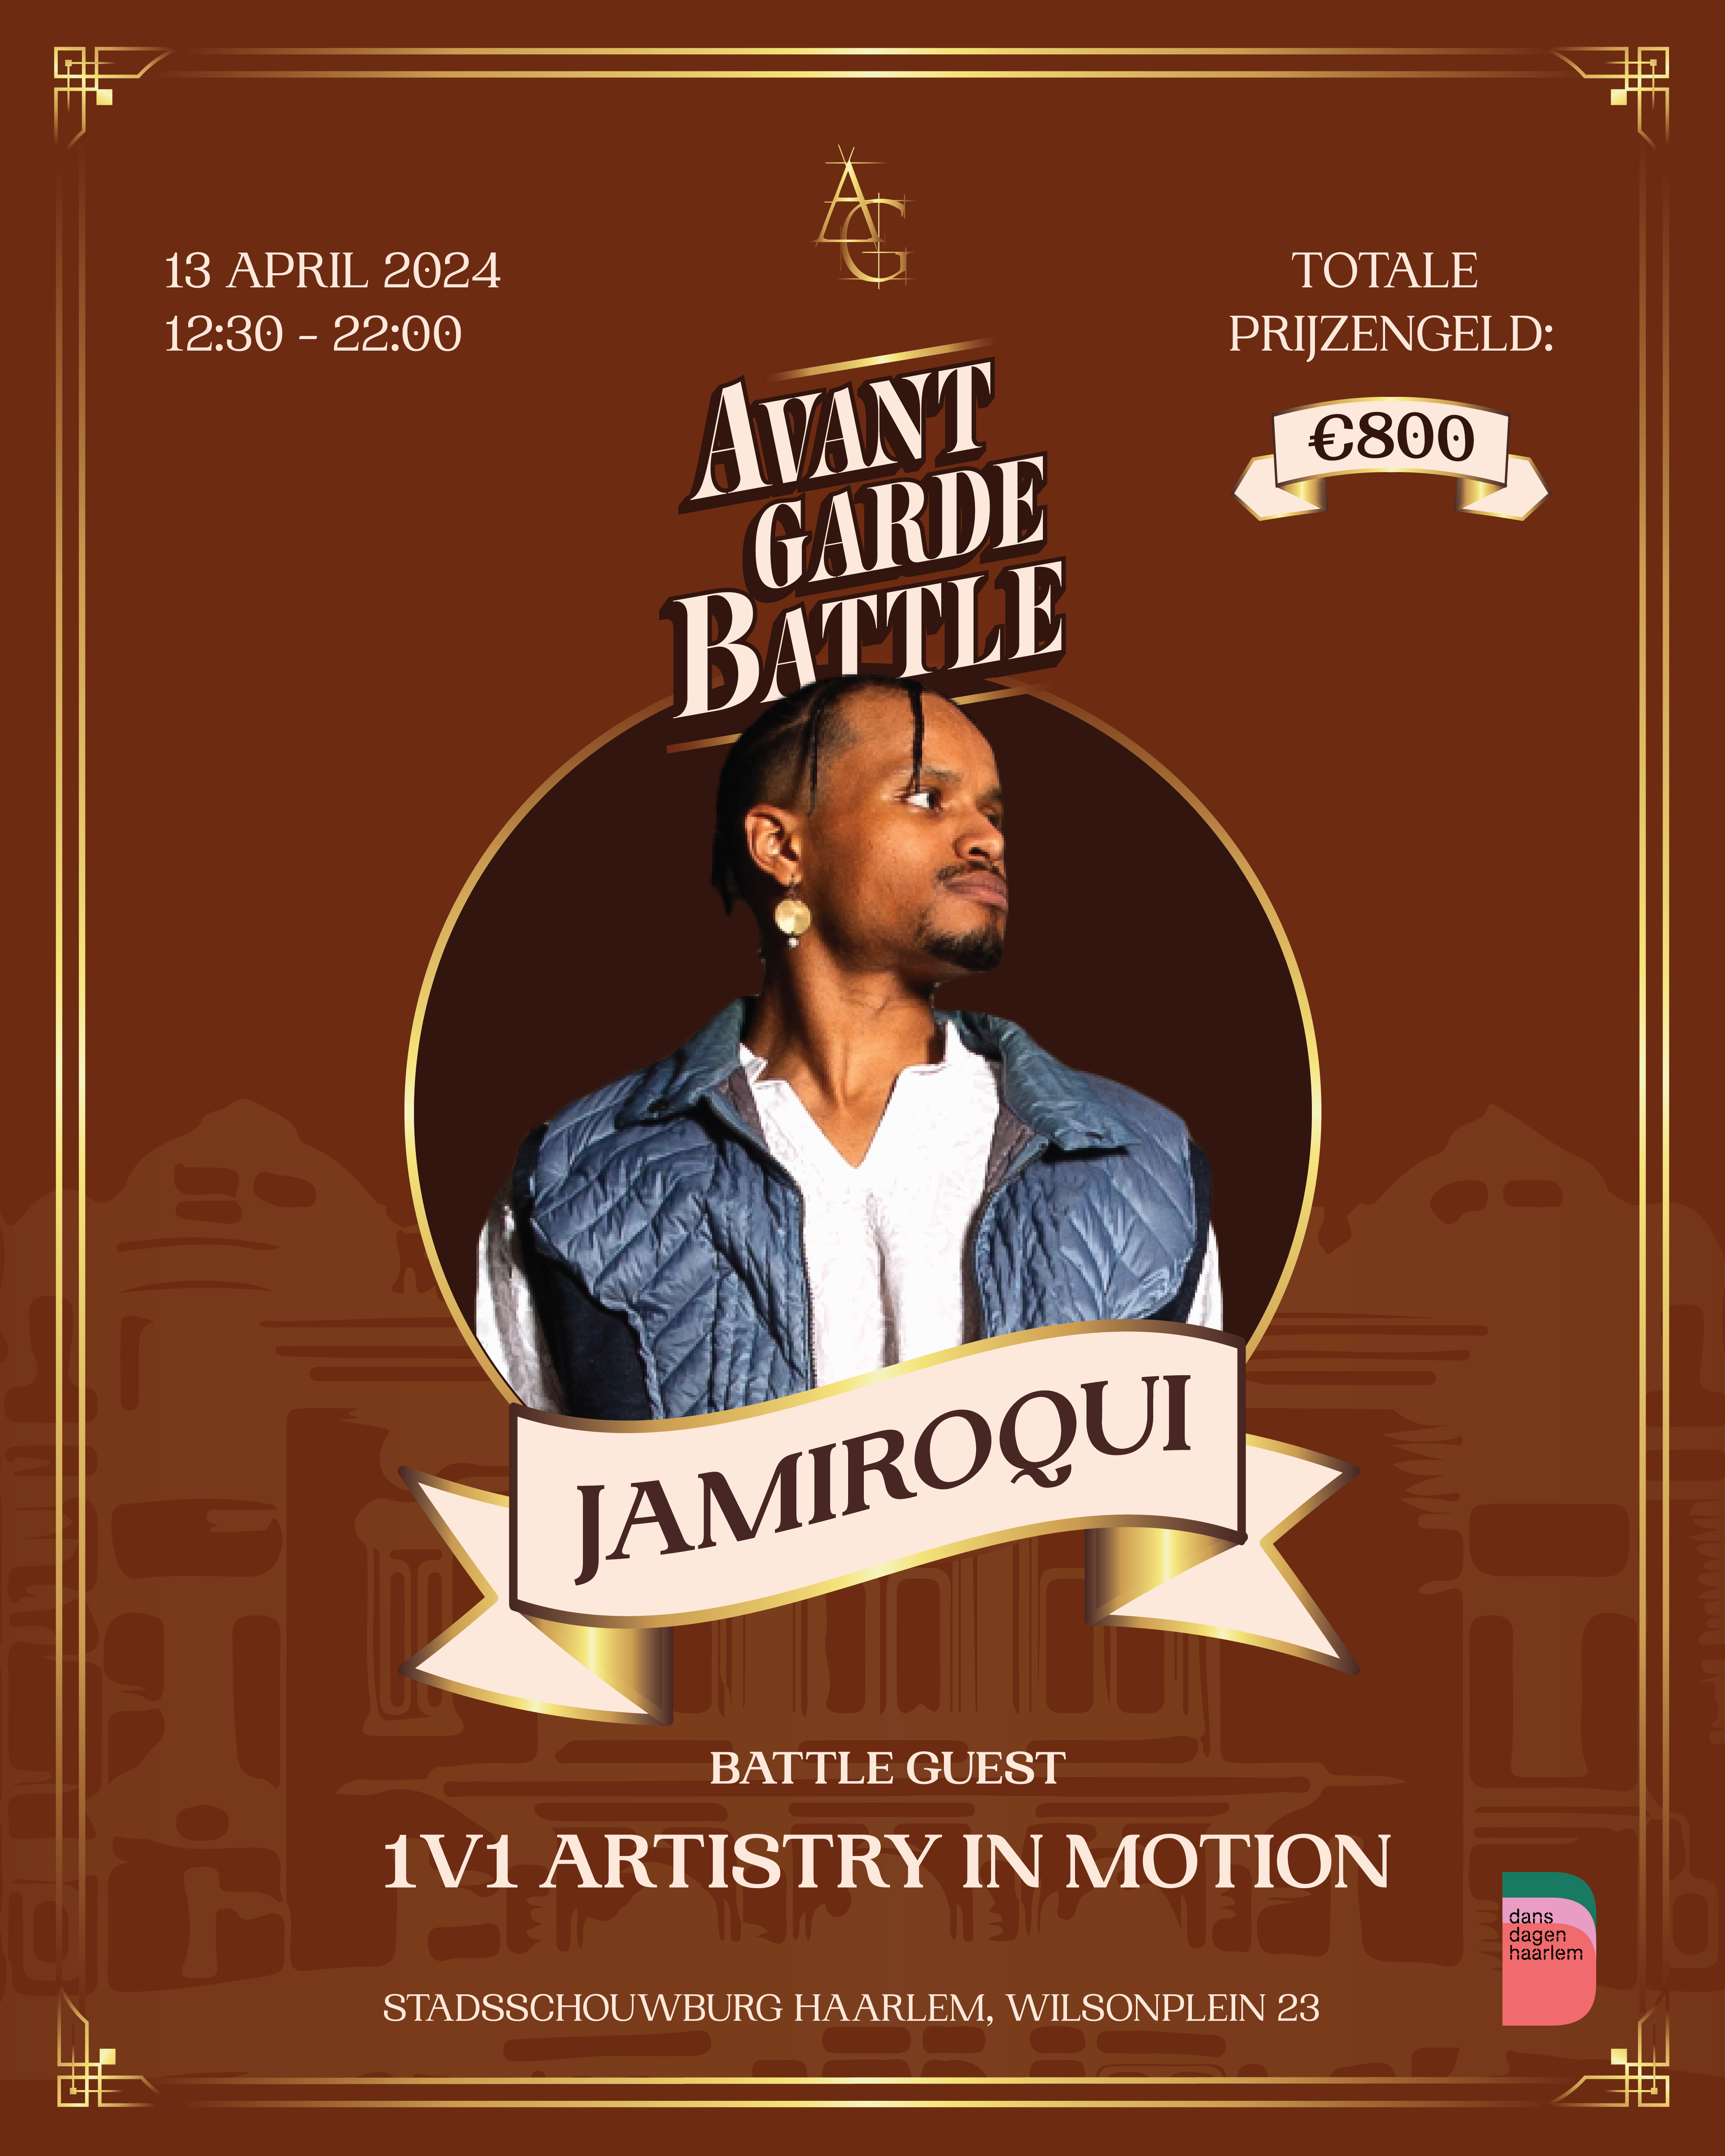 AG
13 APRIL 2024
12:30 - 22:00
TOTALE
PRIJZENGELD:
€800
AVANT
GARDE
BATTLE
JAMIROQUI
BATTLE GUEST
1V1 ARTISTRY IN MOTION
dans
dagen
haarlem
STADSSCHOUWBURG HAARLEM, WILSONPLEIN 23